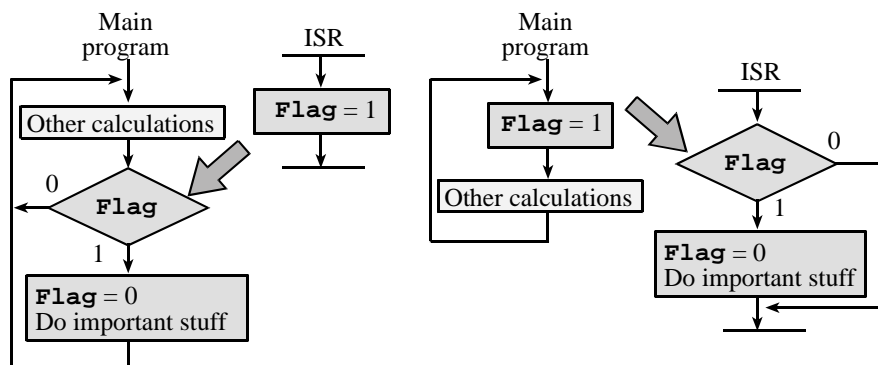 Main
program
ISR
Flag = 1
Other calculations
0
Flag
1
Flag = 0
Do important stuff
Main
program
ISR
Flag = 1
0
Flag
Other calculations
1
Flag = 0
Do important stuff